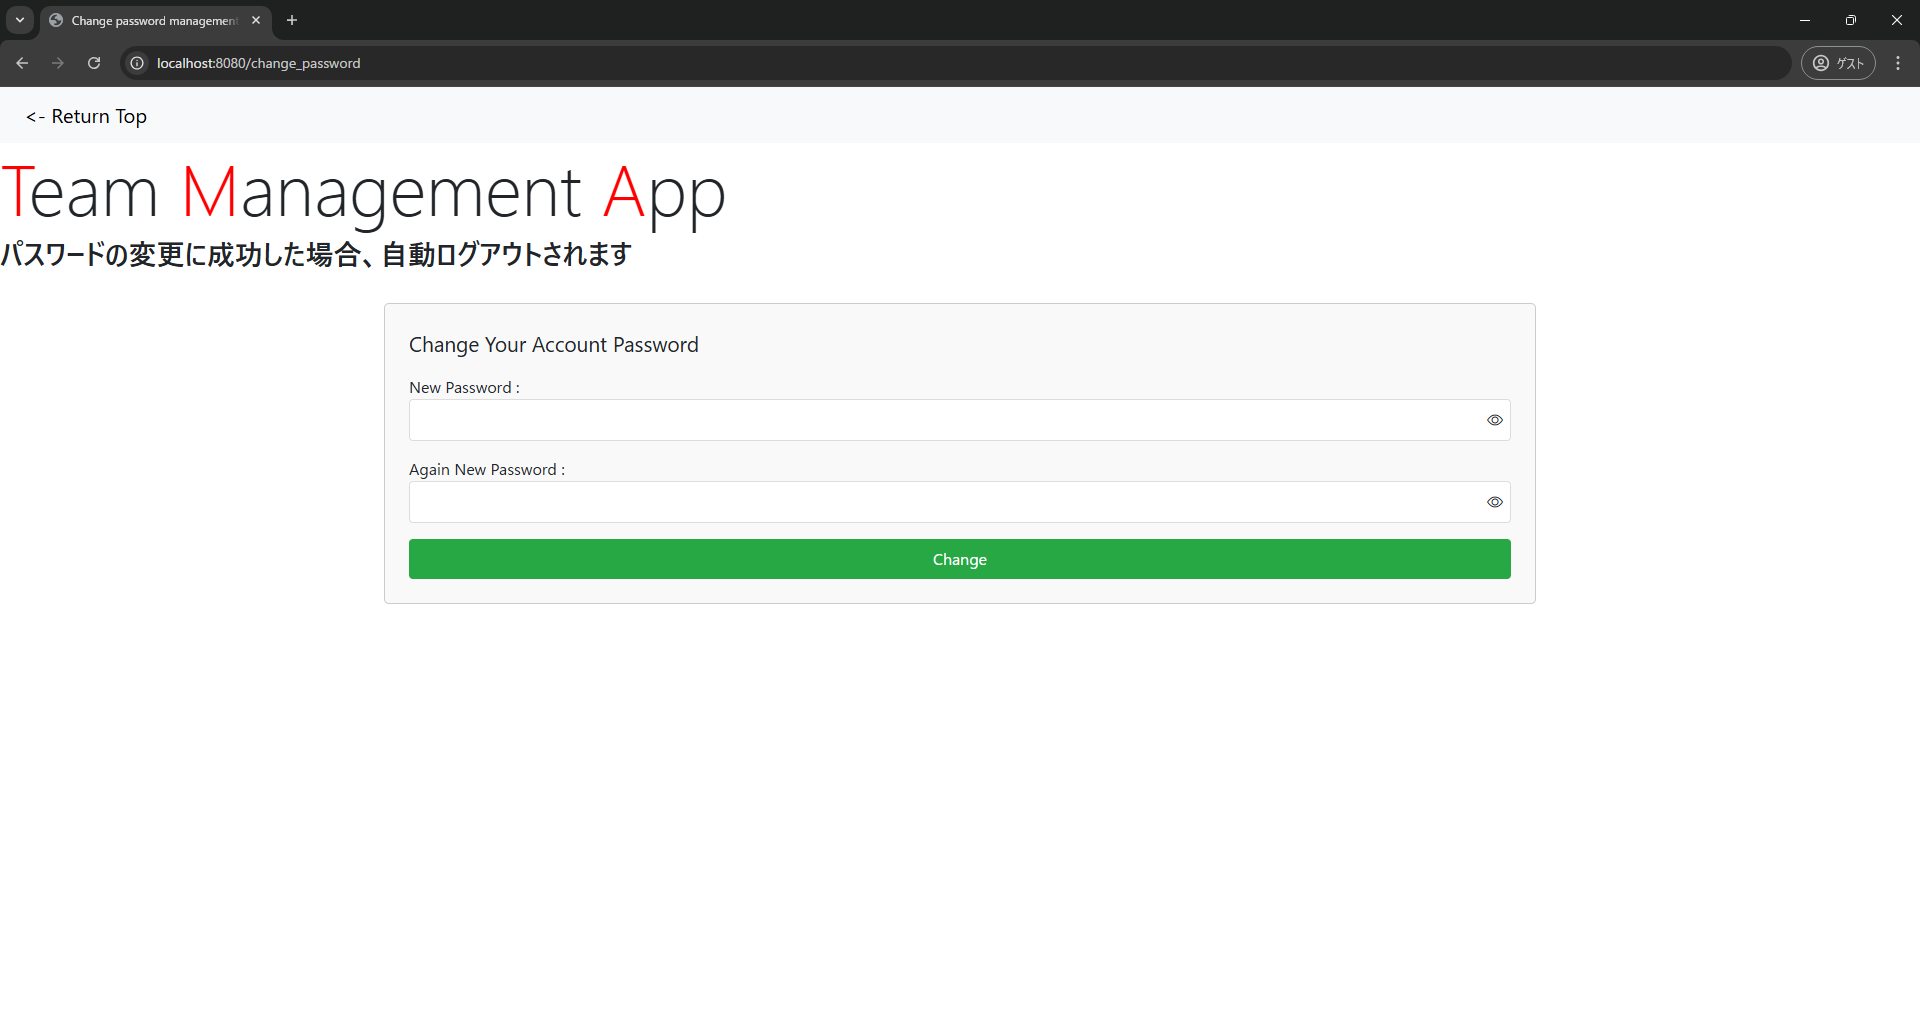 Change password management
localhost:8080/change_password
ゲスト
<- Return Top
Team Management App
パスワードの変更に成功した場合、自動ログアウトされます
Change Your Account Password
New Password :
Again New Password :
Change